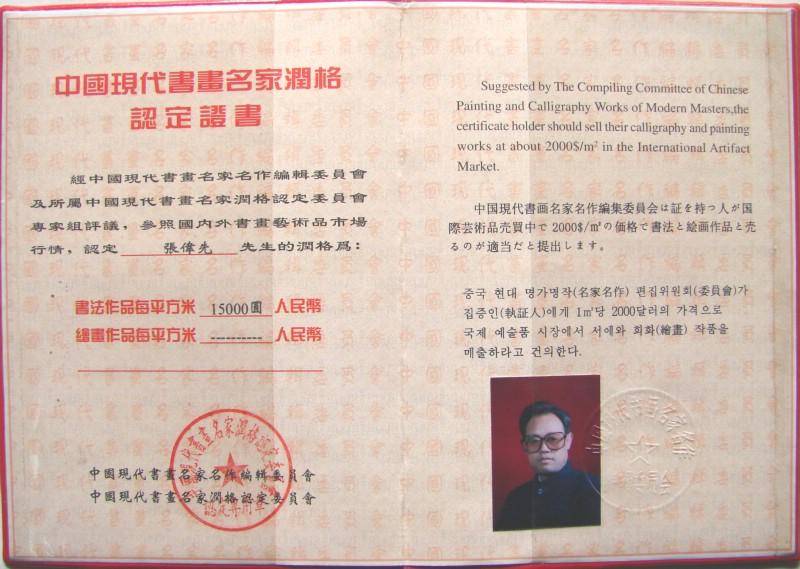 中國現代書畫名家潤格
認定證書
經中國現代書畫名家名作編輯委員會
及所屬中國現代書畫名家潤格認定委員會
專家組評議，參照國内外書畫藝術品市場
行情，認定 張偉先 先生的潤格爲：
書法作品每平方米 15000圓 人民幣
繪畫作品每平方米 ---------- 人民幣
中國現代書畫名家名作編輯委員會
中國現代書畫名家潤格認定委員會
Suggested by The Compiling Committee of Chinese
Painting and Calligraphy Works of Modern Masters,the
certificate holder should sell their calligraphy and painting
works at about 2000$/m² in the International Artifact
Market.
中国現代書画名家名作編集委員会は証を持つ人が国
際芸術品売買中で2000$/㎡の価格で書法と絵画作品と売
るのが適当だと提出します。
중국 현대 명가명작(名家名作) 편집위원회(委員會)가
집증인(執証人)에게 1㎡당 2000달러의 가격으로
국제 예술품 시장에서 서예와 회화(繪畫) 작품을
매출하라고 건의한다.